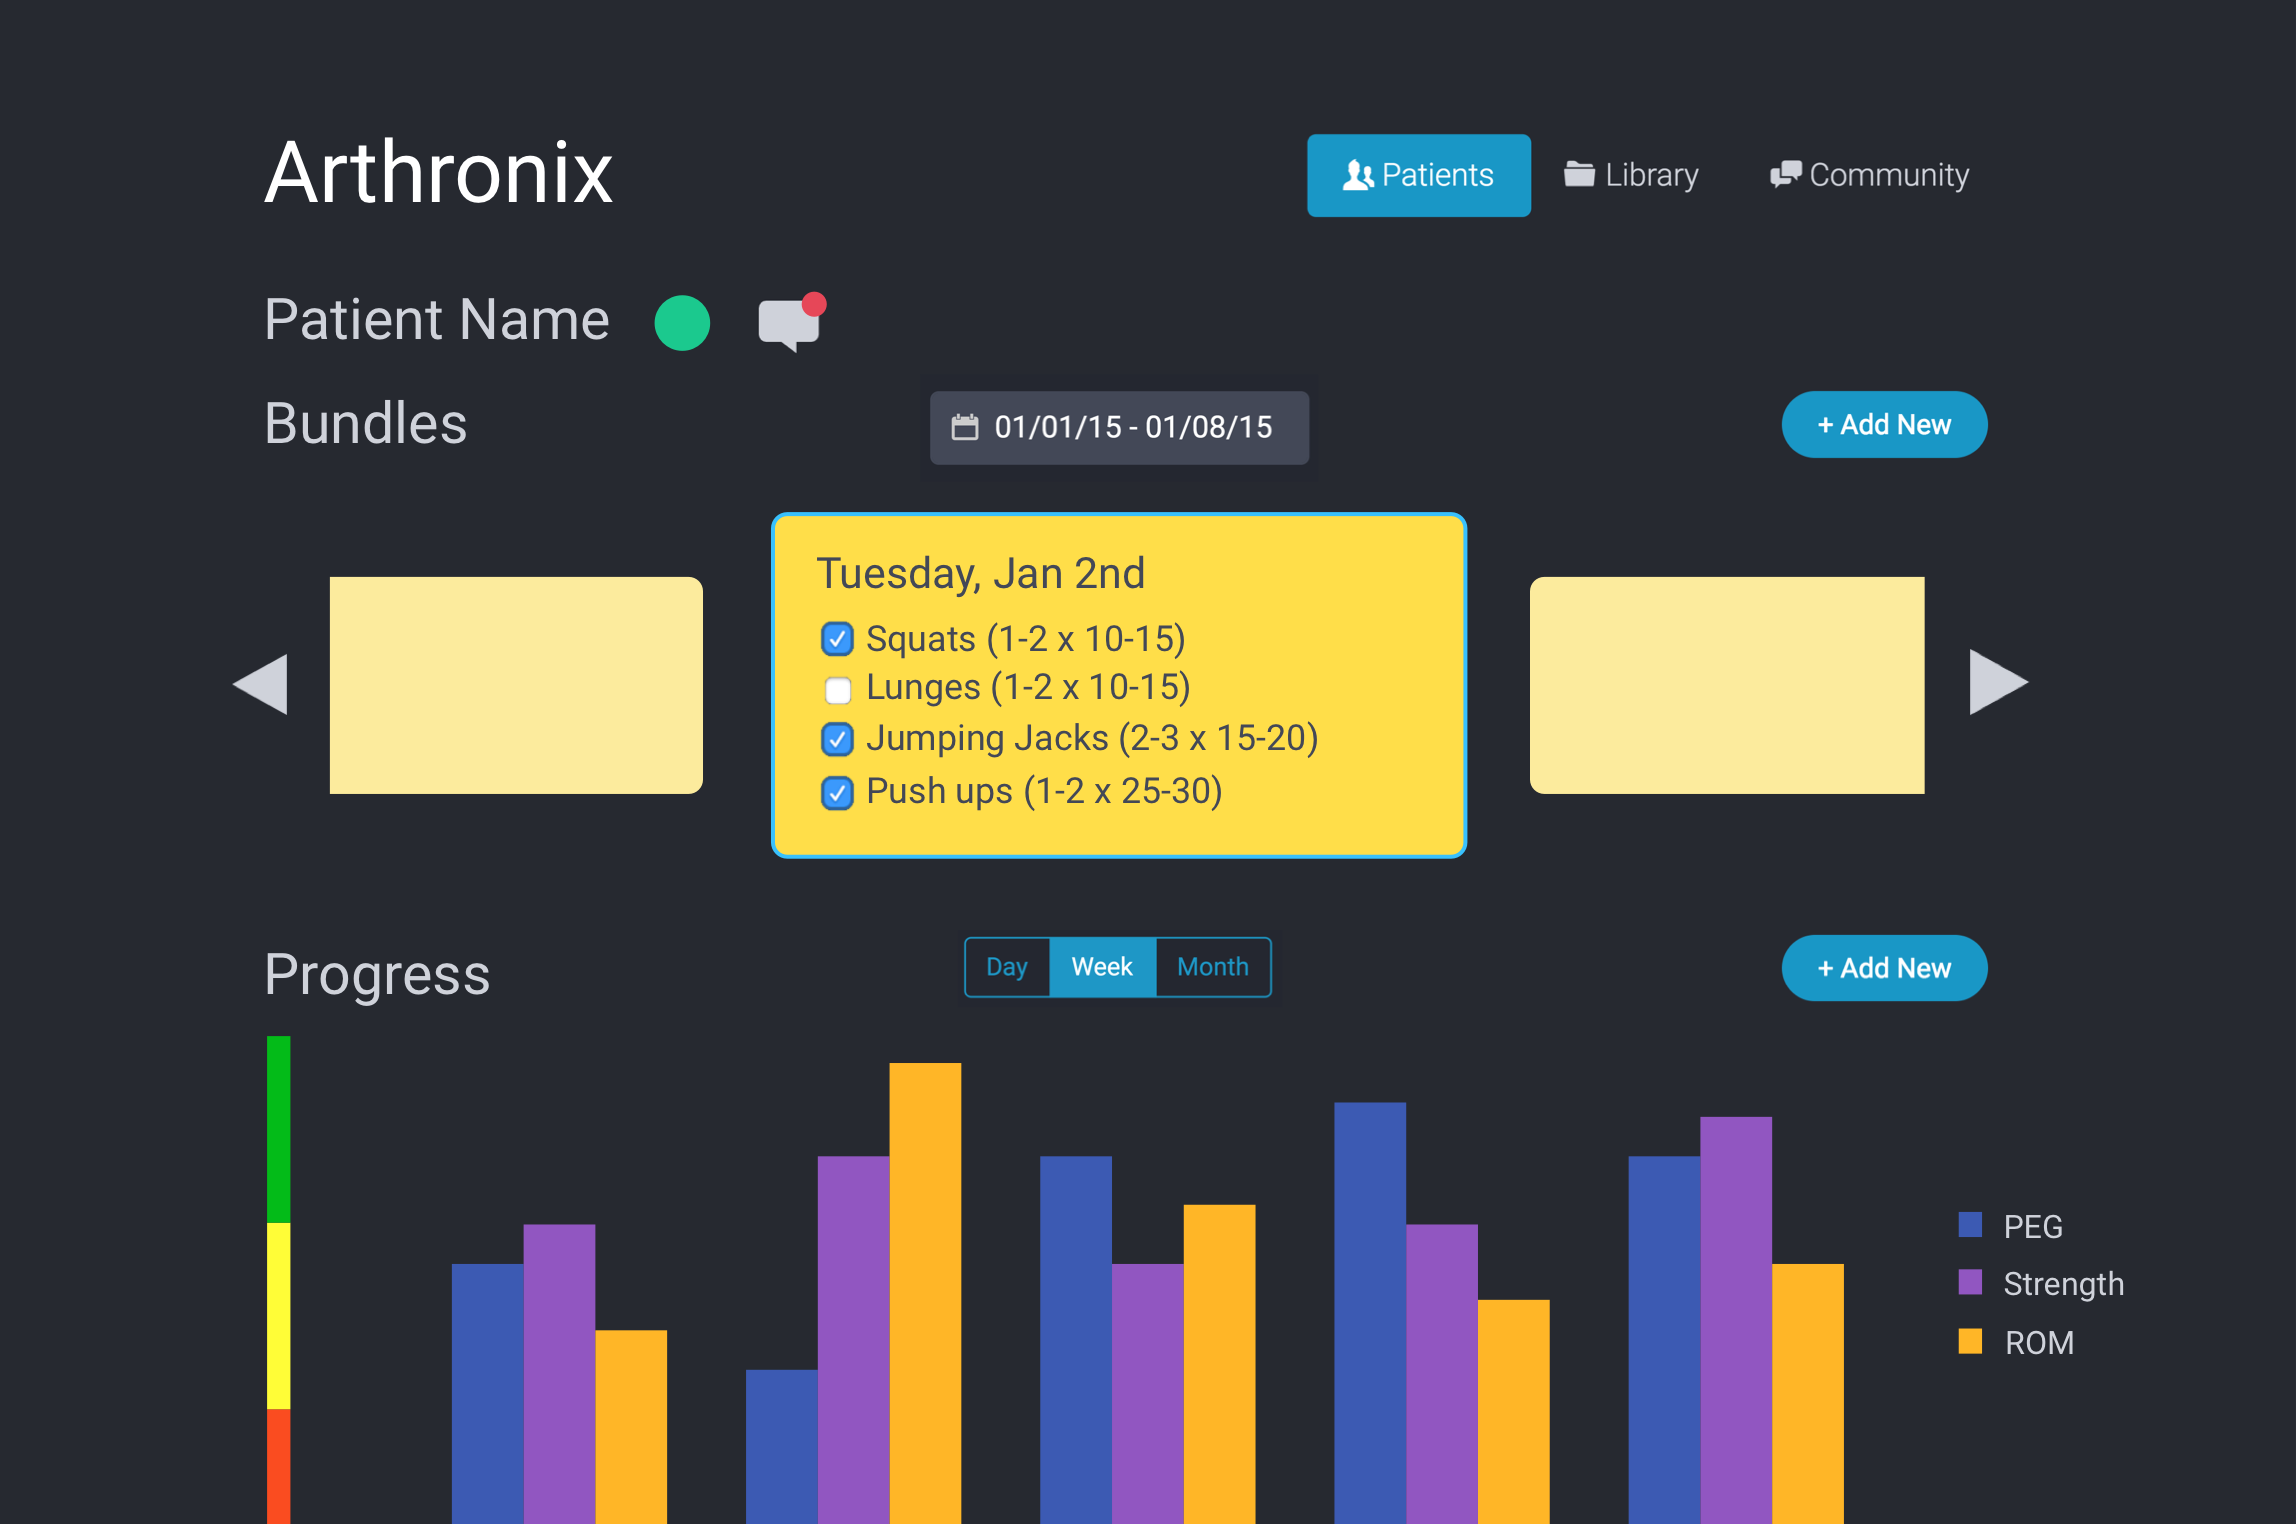 Arthronix
Patients
Library
Community
Patient Name
Bundles
01/01/15 - 01/08/15
+ Add New
Tuesday, Jan 2nd
Squats (1-2 x 10-15)
Lunges (1-2 x 10-15)
Jumping Jacks (2-3 x 15-20)
Push ups (1-2 x 25-30)
Progress
Day
Week
Month
+ Add New
PEG
Strength
ROM